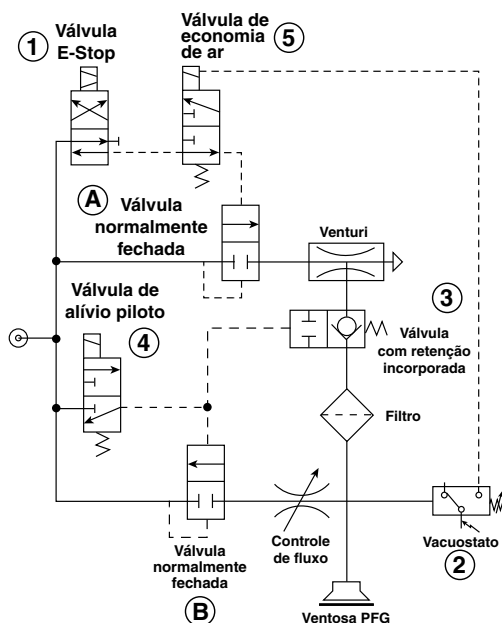 1
Válvula
E-Stop
Válvula de
economia
de ar
5
A
Válvula
normalmente
fechada
Venturi
Válvula de
alívio piloto
4
3
Válvula
com retenção
incorporada
Filtro
Controle
de fluxo
Vacuostato
2
Válvula
normalmente
fechada
B
Ventosa PFG